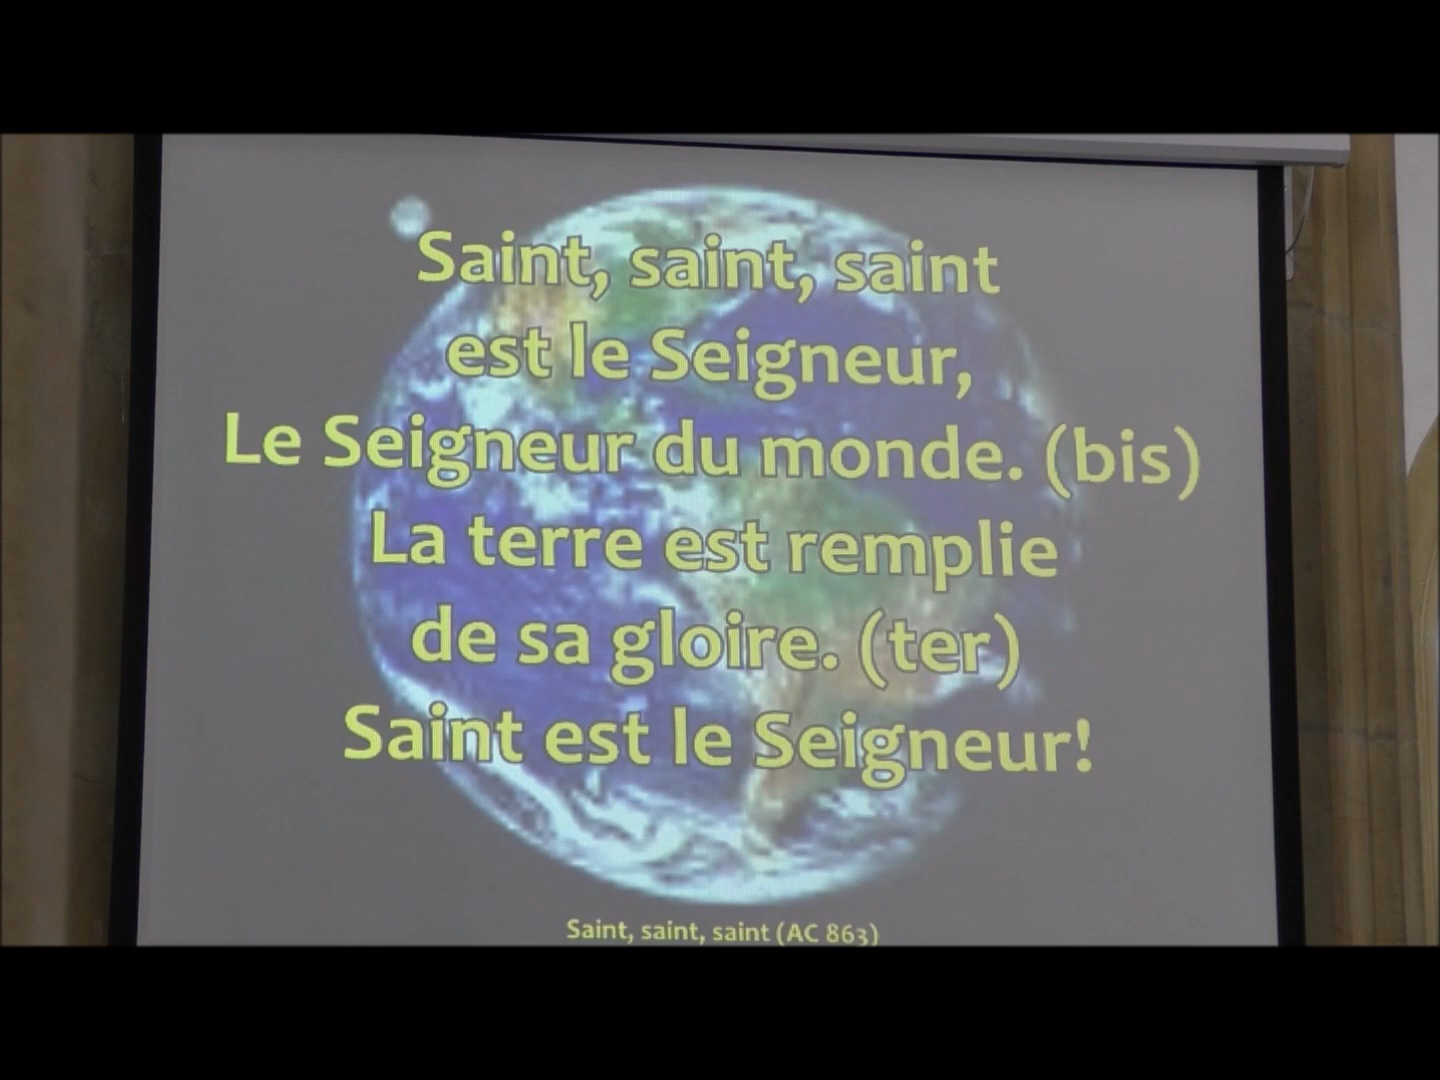 Saint, saint, saint
est le Seigneur,
Le Seigneur du monde. (bis)
La terre est remplie
de sa gloire. (ter)
Saint est le Seigneur!
Saint, saint, saint (AC 863)